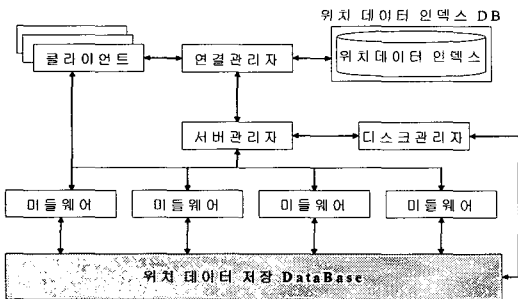 위치 데이터 인덱스 DB
클라이언트
연결관리자
위치데이터 인덱스
서버관리자
디스크관리자
미들웨어
미들웨어
미들웨어
미들웨어
위치 데이터 저장 DataBase